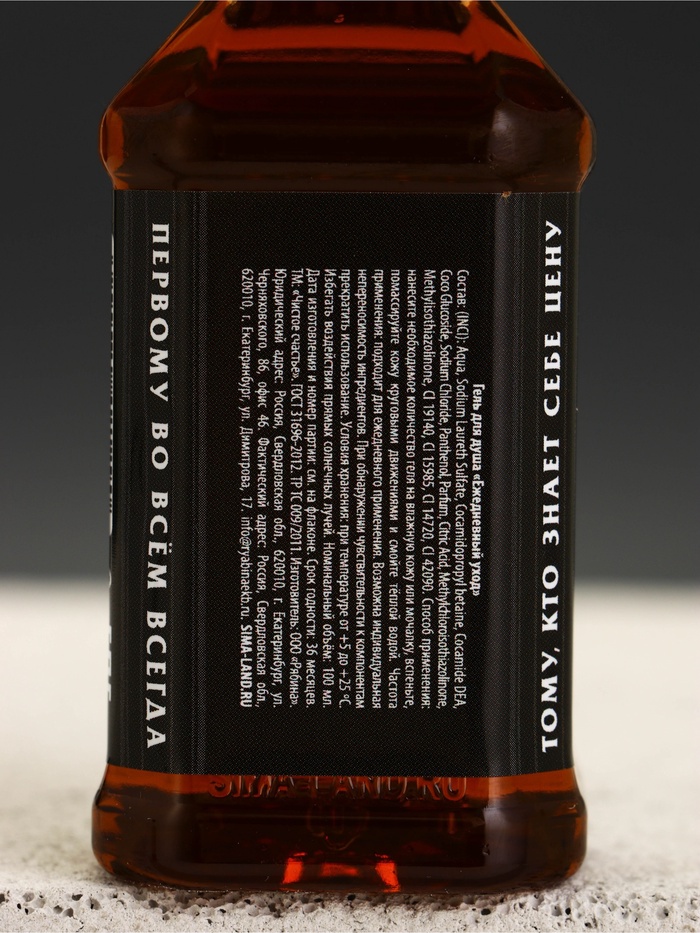 ТОМУ, КТО ЗНАЕТ СЕБЕ ЦЕНУ
Гель для душа «Ежедневный уход»
Состав: (INCI): Aqua, Sodium Laureth Sulfate, Cocamidopropyl betaine, Cocamide DEA,
Coco Glucoside, Sodium Chloride, Panthenol, Parfum, Citric Acid, Methylchloroisothiazolinone,
Methylisothiazolinone, CI 19140, CI 15985, CI 14720, CI 42090. Способ применения:
нанесите необходимое количество геля на влажную кожу или мочалку, вспеньте,
помассируйте кожу круговыми движениями и смойте тёплой водой. Частота
применения: подходит для ежедневного применения. Возможна индивидуальная
непереносимость ингредиентов. При обнаружении чувствительности к компонентам
прекратить использование. Условия хранения: при температуре от +5 до +25 °С.
Избегать воздействия прямых солнечных лучей. Номинальный объём: 100 мл.
Дата изготовления и номер партии: см. на флаконе. Срок годности: 36 месяцев.
ТМ: «Чистое счастье». ГОСТ 31696-2012. ТР ТС 009/2011. Изготовитель: ООО «Рябина».
Юридический адрес: Россия, Свердловская обл., 620010, г. Екатеринбург, ул.
Черняховского, 86, офис 46. Фактический адрес: Россия, Свердловская обл.,
620010, г. Екатеринбург, ул. Димитрова, 17. info@ryabinaekb.ru. SIMA-LAND.RU
ПЕРВОМУ ВО ВСЁМ ВСЕГДА
SIMA-LAND.RU